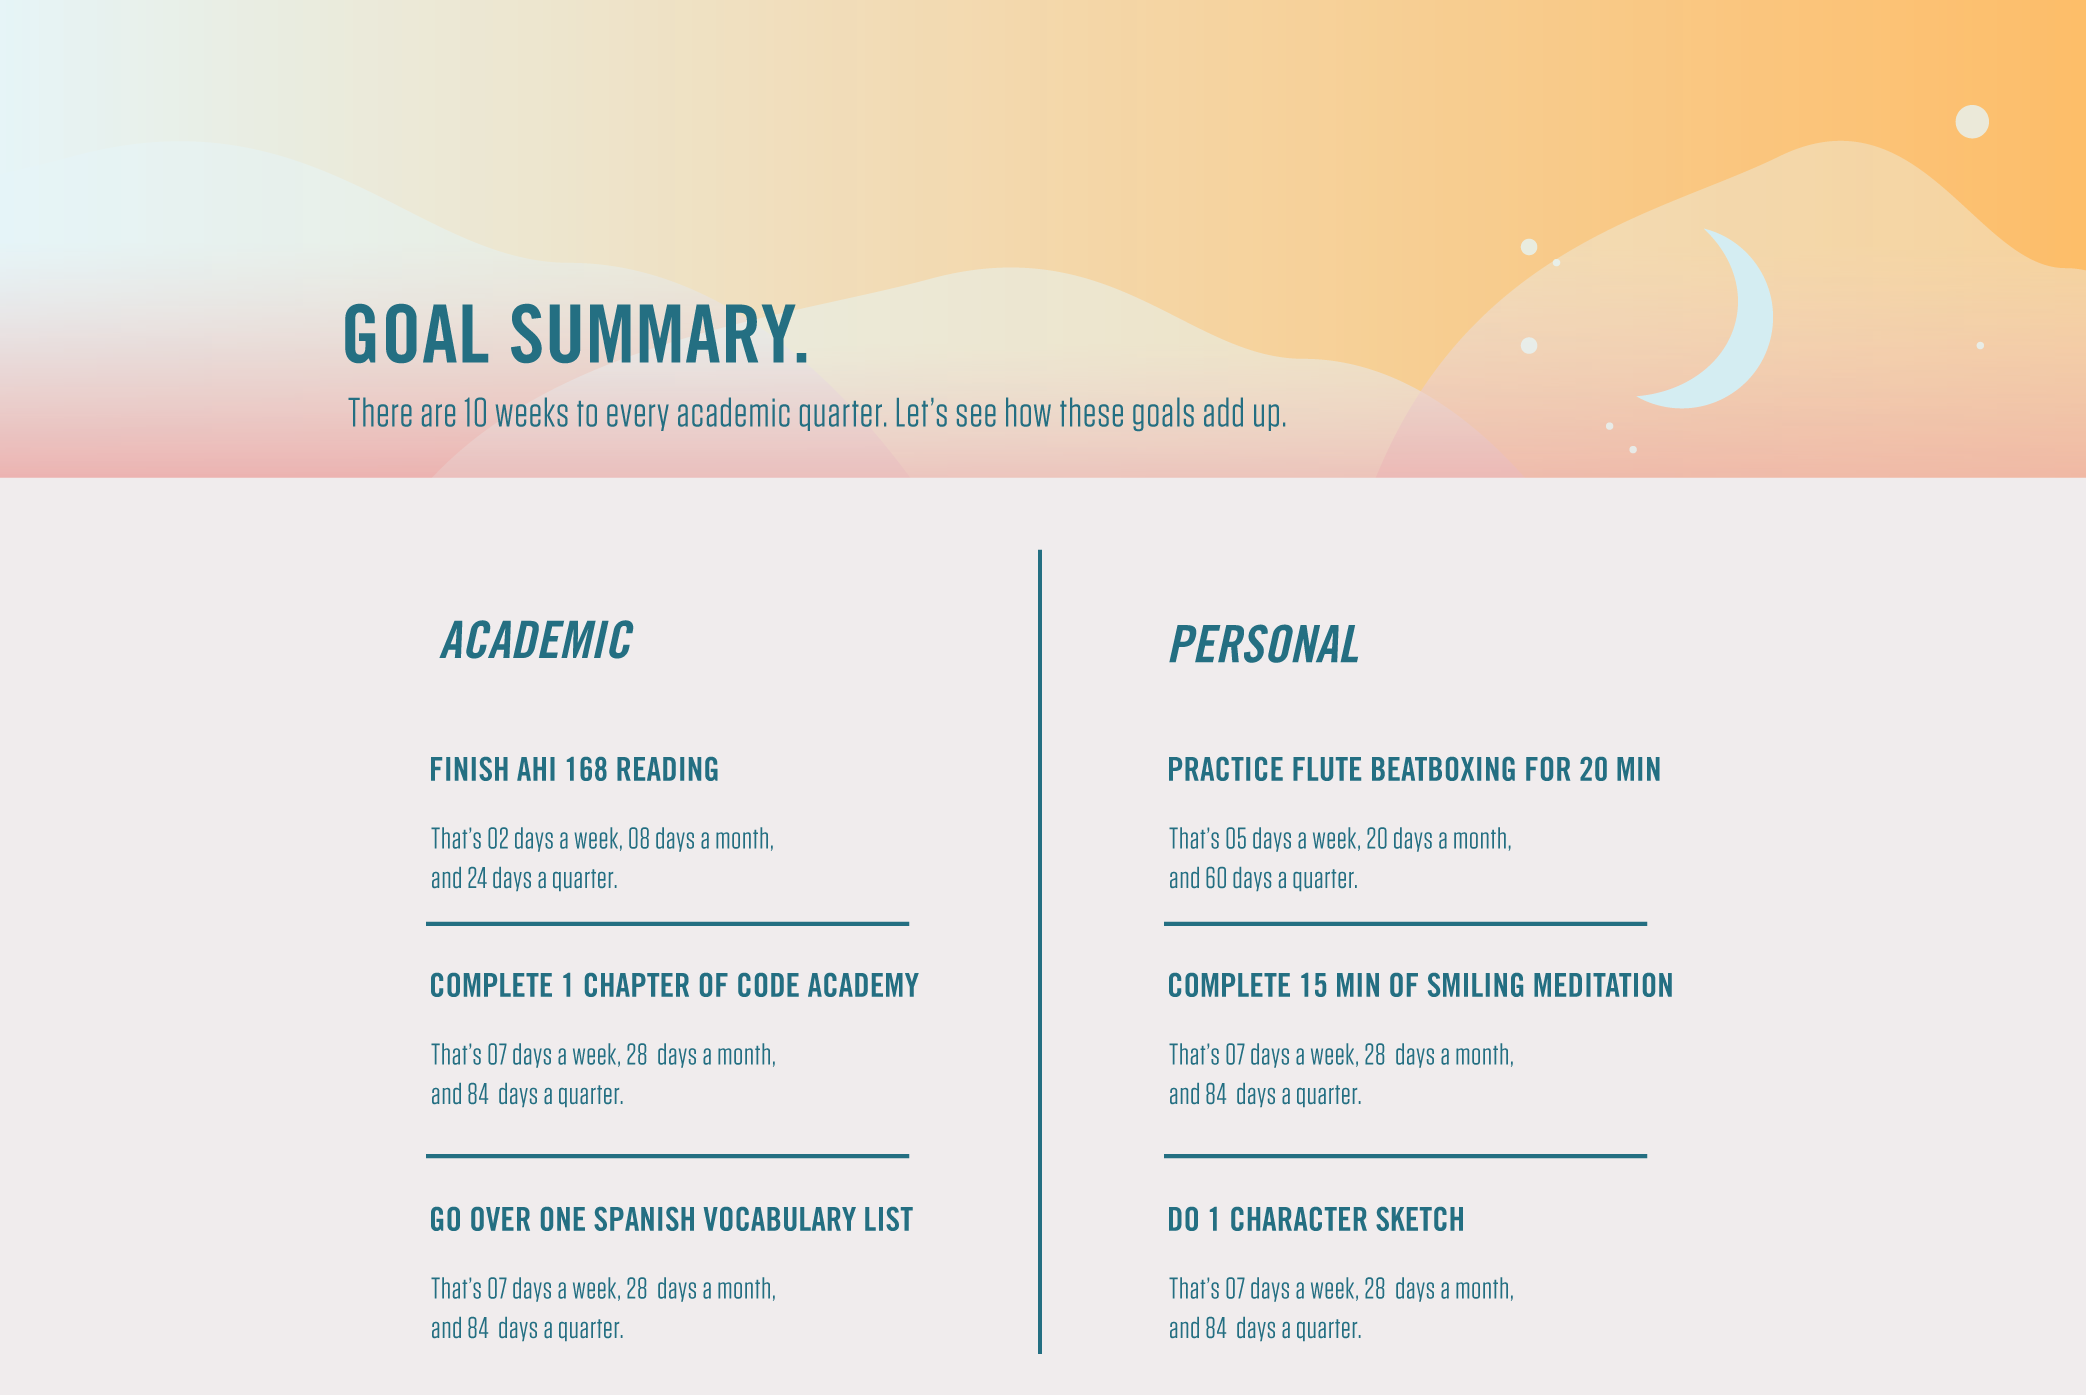 GOAL SUMMARY.
There are 10 weeks to every academic quarter. Let's see how these goals add up.
ACADEMIC
FINISH AHI 168 READING
That's 02 days a week, 08 days a month,
and 24 days a quarter.
COMPLETE 1 CHAPTER OF CODE ACADEMY
That's 07 days a week, 28 days a month,
and 84 days a quarter.
GO OVER ONE SPANISH VOCABULARY LIST
That's 07 days a week, 28 days a month,
and 84 days a quarter.
PERSONAL
PRACTICE FLUTE BEATBOXING FOR 20 MIN
That's 05 days a week, 20 days a month,
and 60 days a quarter.
COMPLETE 15 MIN OF SMILING MEDITATION
That's 07 days a week, 28 days a month,
and 84 days a quarter.
DO 1 CHARACTER SKETCH
That's 07 days a week, 28 days a month,
and 84 days a quarter.